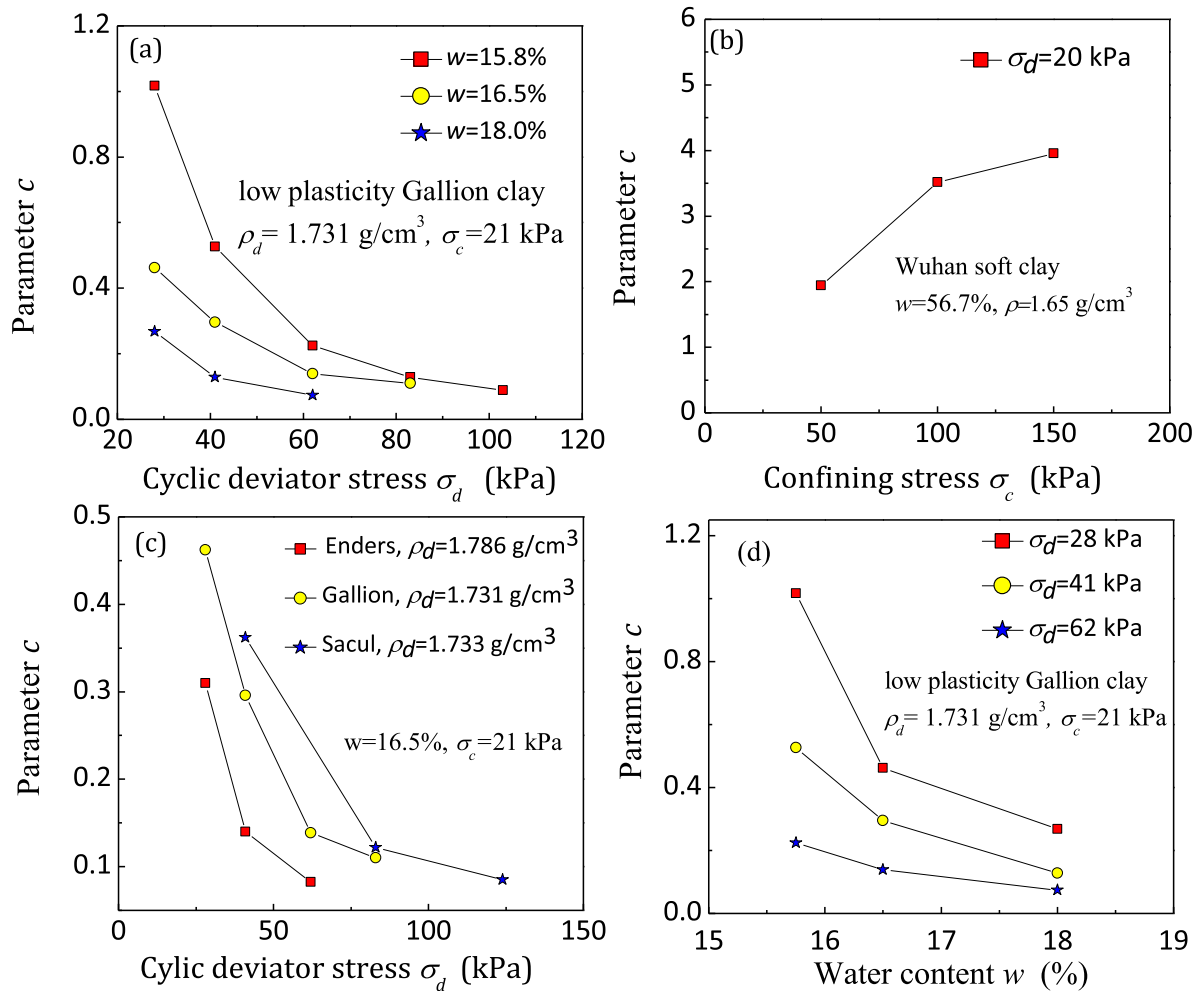 (a)
w=15.8%
w=16.5%
w=18.0%
low plasticity Gallion clay
ρd= 1.731 g/cm3, σc=21 kPa
Parameter c
1.2
0.8
0.4
0.0
20 40 60 80 100 120
Cyclic deviator stress σd (kPa)
(b)
σd=20 kPa
Wuhan soft clay
w=56.7%, ρ=1.65 g/cm3
Parameter c
6
5
4
3
2
1
0
0 50 100 150 200
Confining stress σc (kPa)
(c)
Enders, ρd=1.786 g/cm3
Gallion, ρd=1.731 g/cm3
Sacul, ρd=1.733 g/cm3
w=16.5%, σc=21 kPa
Parameter c
0.5
0.4
0.3
0.2
0.1
0 50 100 150
Cylic deviator stress σd (kPa)
(d)
σd=28 kPa
σd=41 kPa
σd=62 kPa
low plasticity Gallion clay
ρd= 1.731 g/cm3, σc=21 kPa
Parameter c
1.2
0.8
0.4
0.0
15 16 17 18 19
Water content w (%)